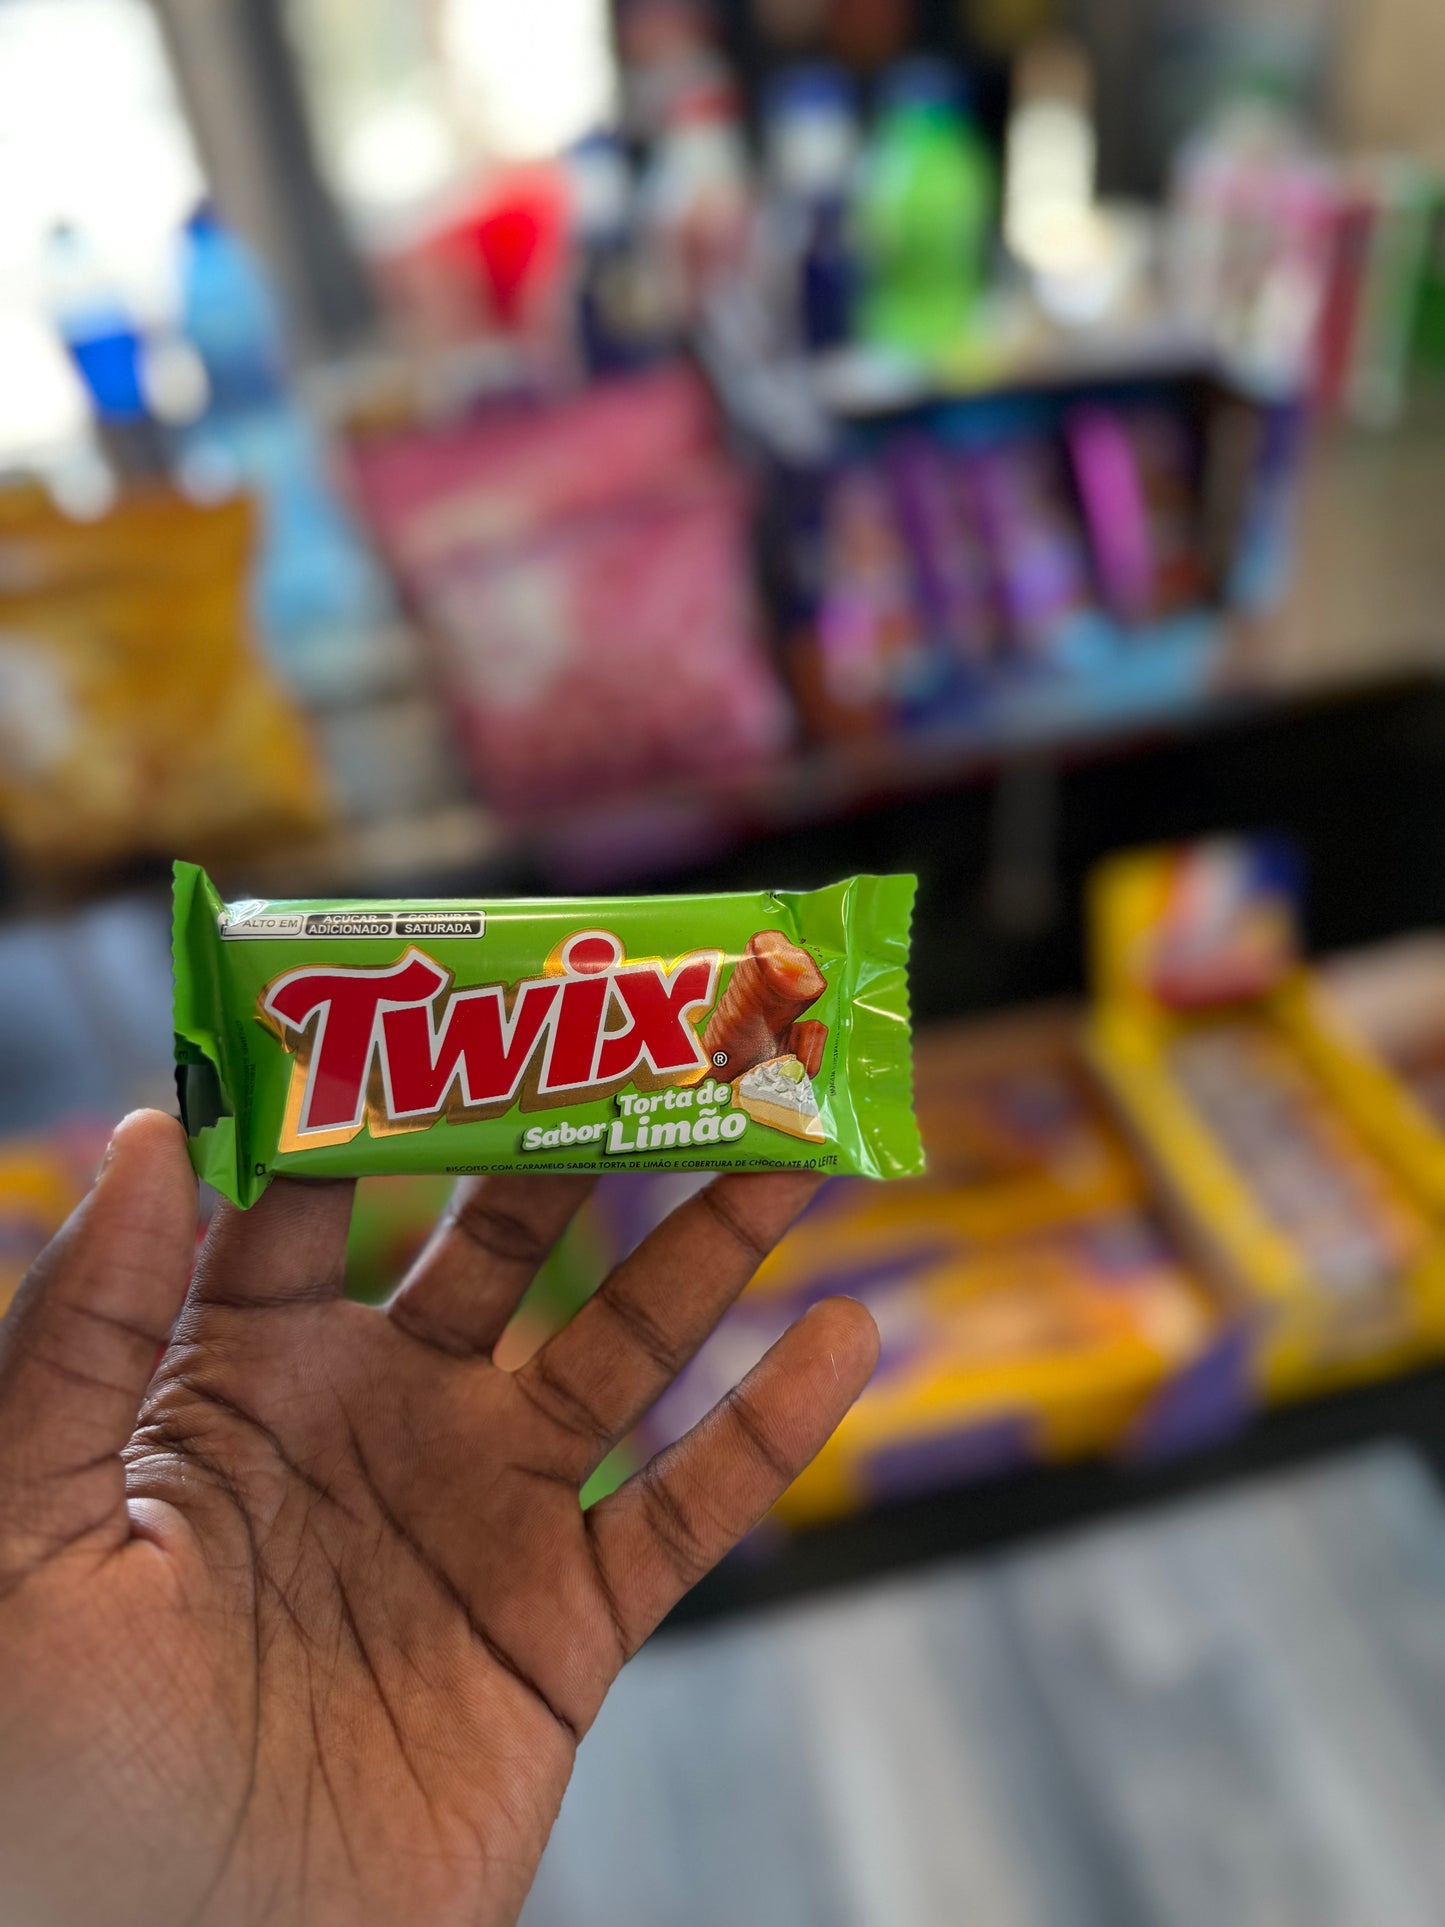 ALTO EM
AÇÚCAR
ADICIONADO
GORDURA
SATURADA
Twix®
Sabor Torta de
Limão
BISCOITO COM CARAMELO SABOR TORTA DE LIMÃO E COBERTURA DE CHOCOLATE AO LEITE